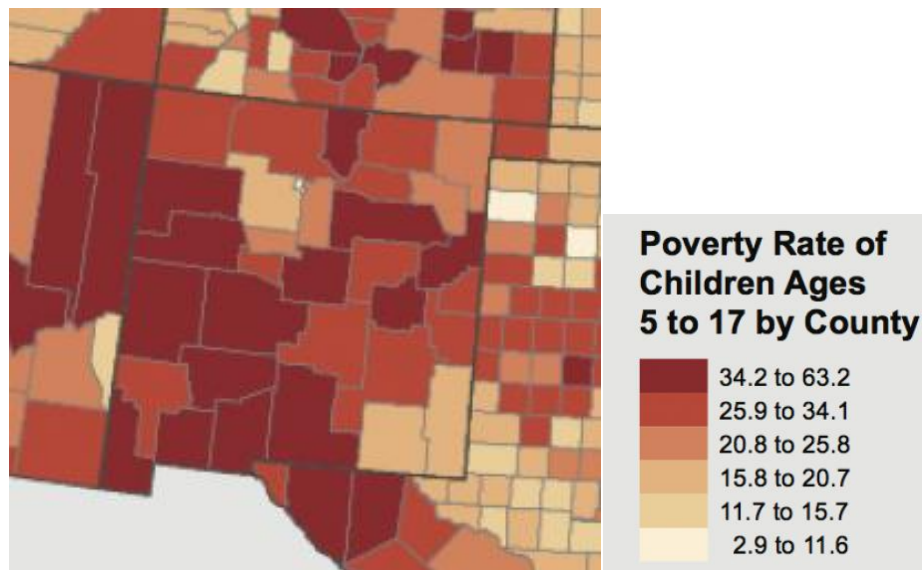 Poverty Rate of
Children Ages
5 to 17 by County
34.2 to 63.2
25.9 to 34.1
20.8 to 25.8
15.8 to 20.7
11.7 to 15.7
2.9 to 11.6